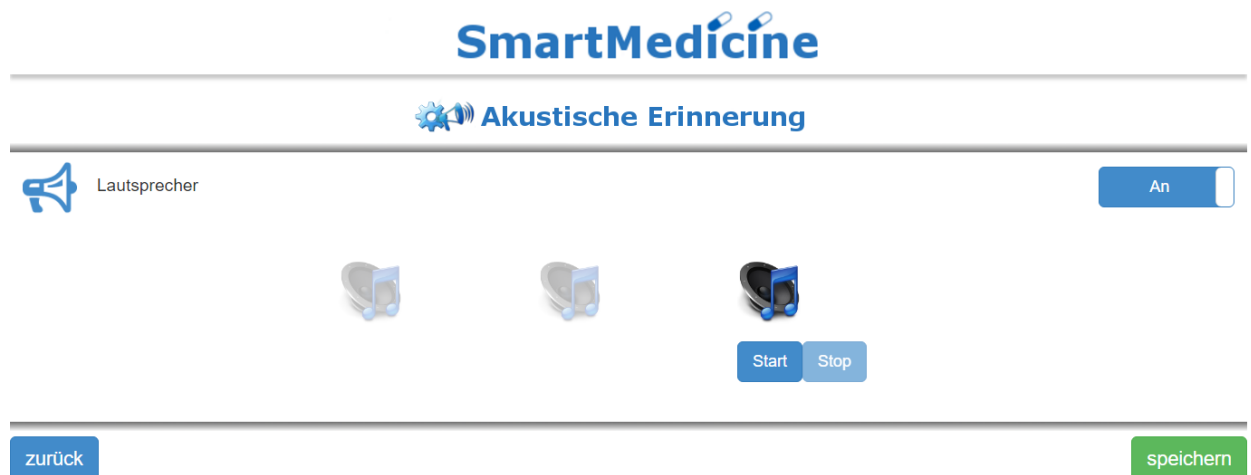 SmartMedicine
Akustische Erinnerung
Lautsprecher
An
Start Stop
zurück
speichern